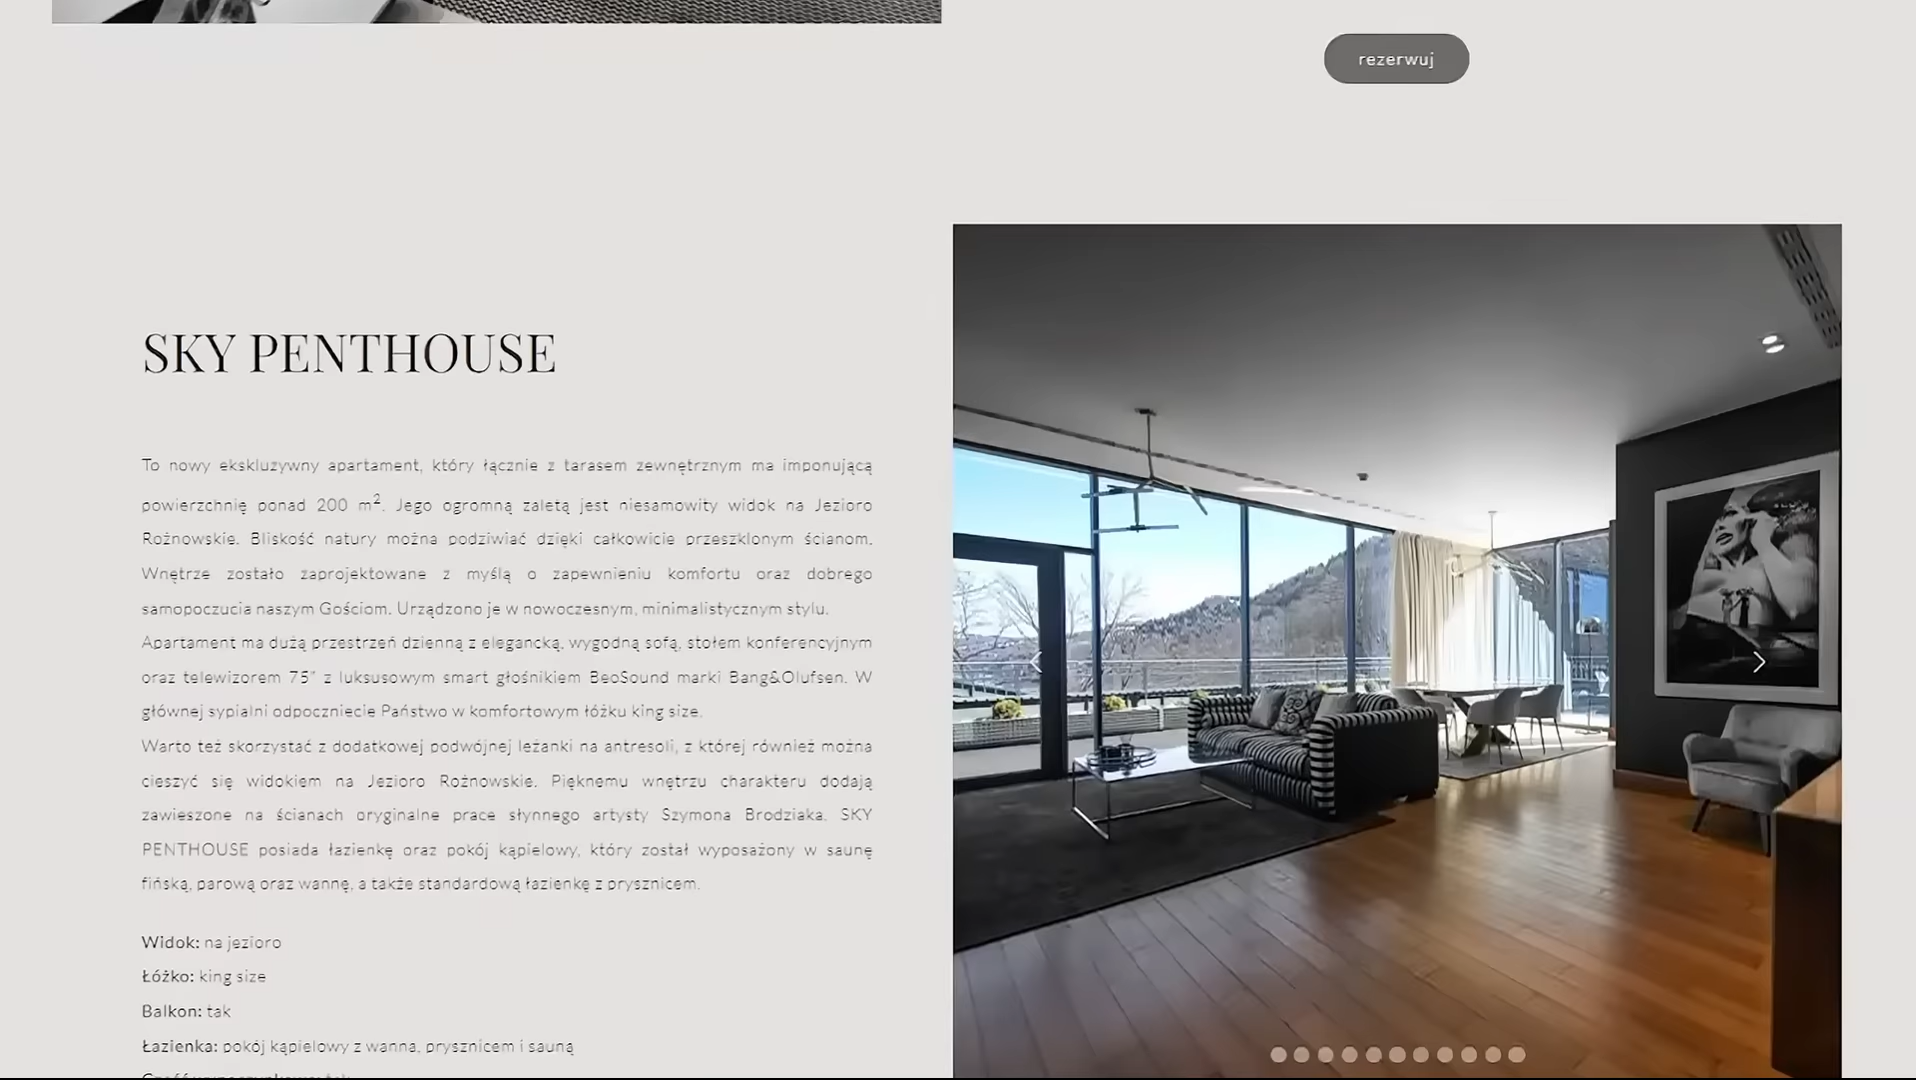 rezerwuj
SKY PENTHOUSE
To nowy ekskluzywny apartament, który łącznie z tarasem zewnętrznym ma imponującą
powierzchnię ponad 200 m². Jego ogromną zaletą jest niesamowity widok na Jezioro
Rożnowskie. Bliskość natury można podziwiać dzięki całkowicie przeszklonym ścianom.
Wnętrze zostało zaprojektowane z myślą o zapewnieniu komfortu oraz dobrego
samopoczucia naszym Gościom. Urządzono je w nowoczesnym, minimalistycznym stylu.
Apartament ma dużą przestrzeń dzienną z elegancką, wygodną sofą, stołem konferencyjnym
oraz telewizorem 75" z luksusowym smart głośnikiem BeoSound marki Bang&Olufsen. W
głównej sypialni odpoczniecie Państwo w komfortowym łóżku king size.
Warto też skorzystać z dodatkowej podwójnej leżanki na antresoli, z której również można
cieszyć się widokiem na Jezioro Rożnowskie. Pięknemu wnętrzu charakteru dodają
zawieszone na ścianach oryginalne prace słynnego artysty Szymona Brodziaka. SKY
PENTHOUSE posiada łazienkę oraz pokój kąpielowy, który został wyposażony w saunę
fińską, parową oraz wannę, a także standardową łazienkę z prysznicem.
Widok: na jezioro
Łóżko: king size
Balkon: tak
Łazienka: pokój kąpielowy z wanna, prysznicem i sauną